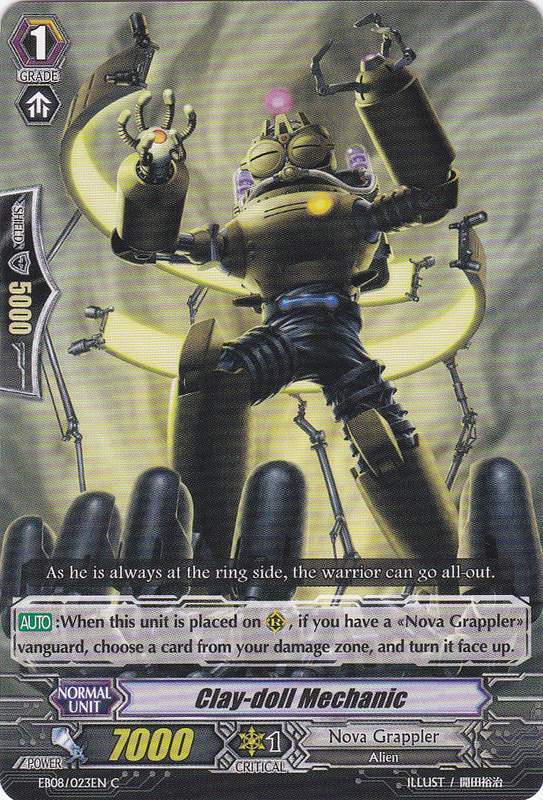 1
GRADE
SHIELD
5000
As he is always at the ring side, the warrior can go all-out.
AUTO:When this unit is placed on R, if you have a «Nova Grappler»
vanguard, choose a card from your damage zone, and turn it face up.
NORMAL
UNIT
Clay-doll Mechanic
POWER
7000
1
CRITICAL
Nova Grappler
Alien
EB08/023EN C
ILLUST / 開田裕治